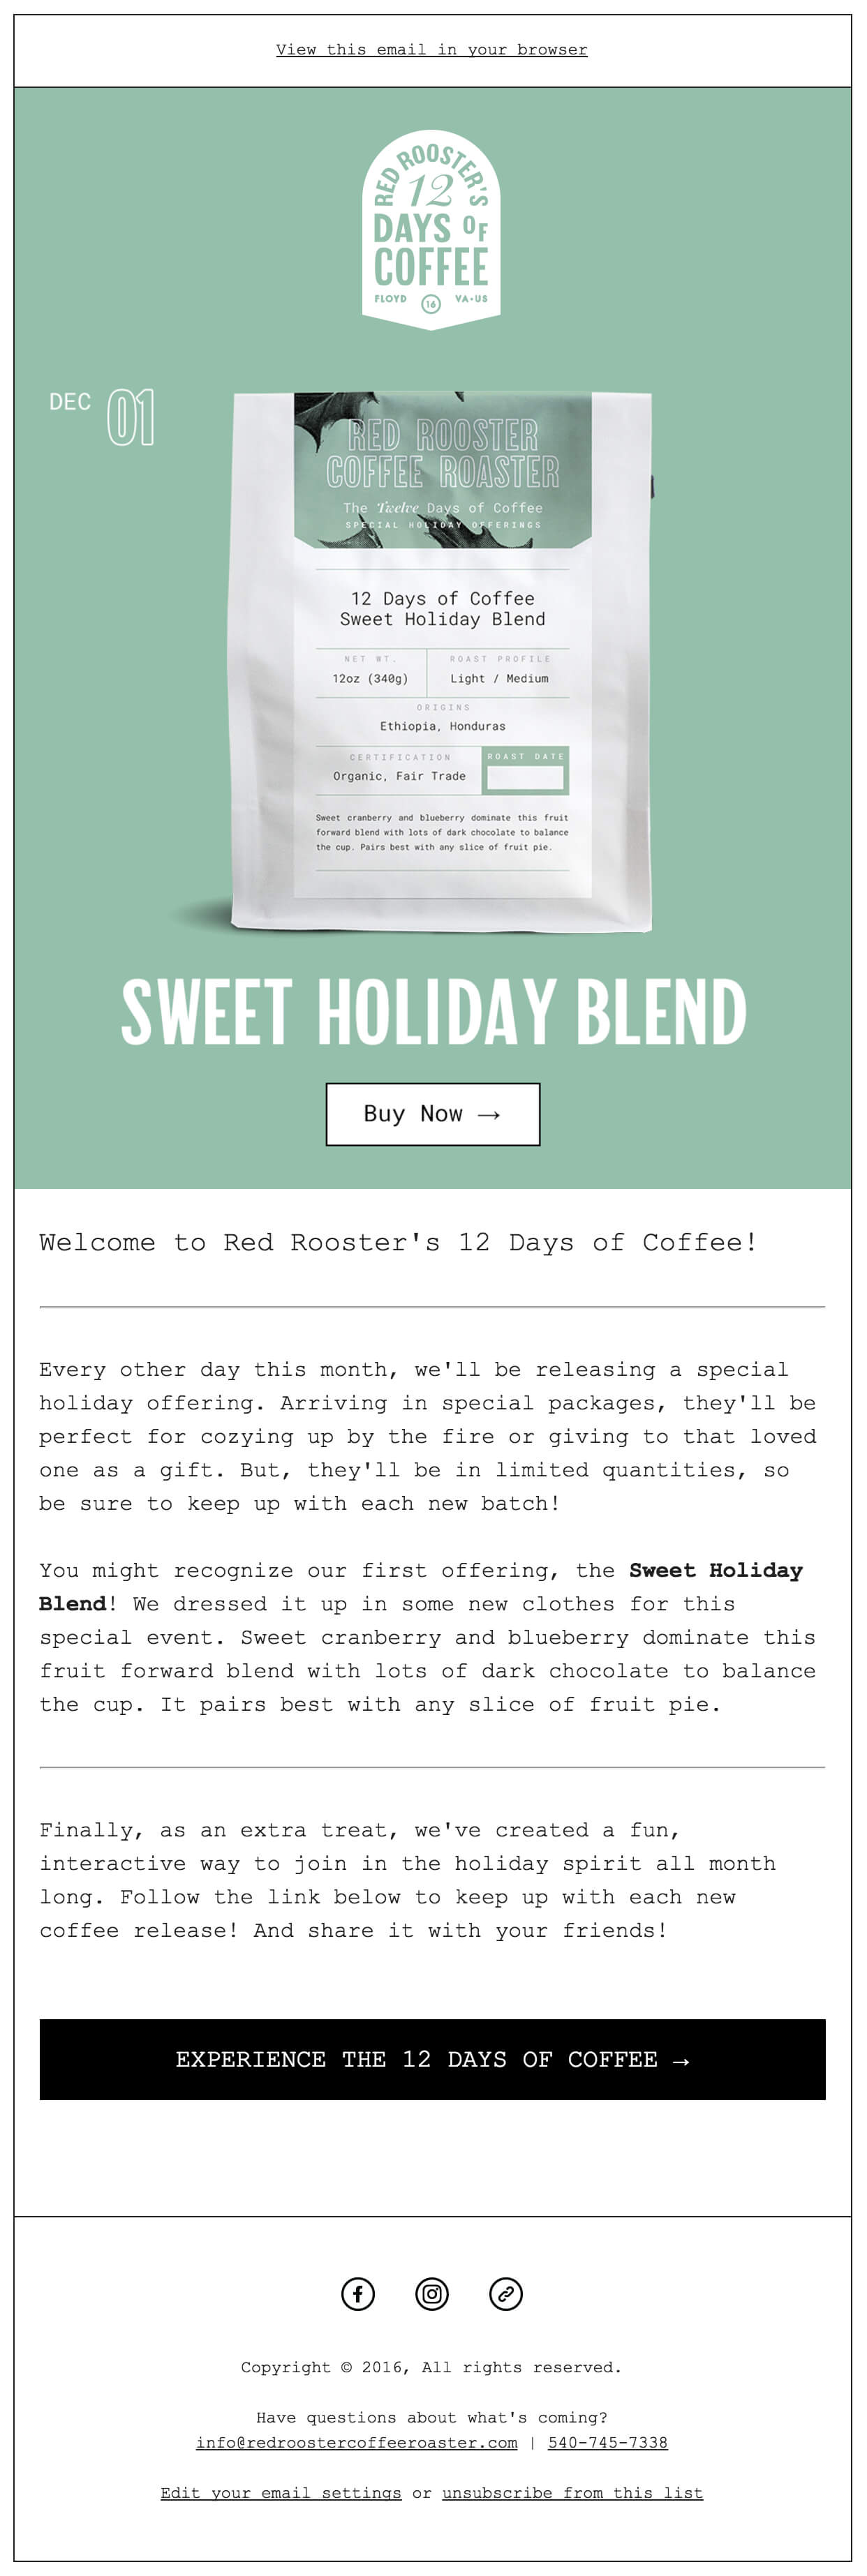 View this email in your browser
RED ROOSTER'S
12
DAYS OF
COFFEE
FLOYD 16 VA•US
DEC 01
RED ROOSTER
COFFEE ROASTER
The Twelve Days of Coffee
SPECIAL HOLIDAY OFFERINGS
12 Days of Coffee
Sweet Holiday Blend
NET WT. ROAST PROFILE
12oz (340g) Light / Medium
ORIGINS
Ethiopia, Honduras
CERTIFICATION ROAST DATE
Organic, Fair Trade
Sweet cranberry and blueberry dominate this fruit
forward blend with lots of dark chocolate to balance
the cup. Pairs best with any slice of fruit pie.
SWEET HOLIDAY BLEND
Buy Now →
Welcome to Red Rooster's 12 Days of Coffee!
Every other day this month, we'll be releasing a special
holiday offering. Arriving in special packages, they'll be
perfect for cozying up by the fire or giving to that loved
one as a gift. But, they'll be in limited quantities, so
be sure to keep up with each new batch!
You might recognize our first offering, the Sweet Holiday
Blend! We dressed it up in some new clothes for this
special event. Sweet cranberry and blueberry dominate this
fruit forward blend with lots of dark chocolate to balance
the cup. It pairs best with any slice of fruit pie.
Finally, as an extra treat, we've created a fun,
interactive way to join in the holiday spirit all month
long. Follow the link below to keep up with each new
coffee release! And share it with your friends!
EXPERIENCE THE 12 DAYS OF COFFEE →
Copyright © 2016, All rights reserved.
Have questions about what's coming?
info@redroostercoffeeroaster.com | 540-745-7338
Edit your email settings or unsubscribe from this list